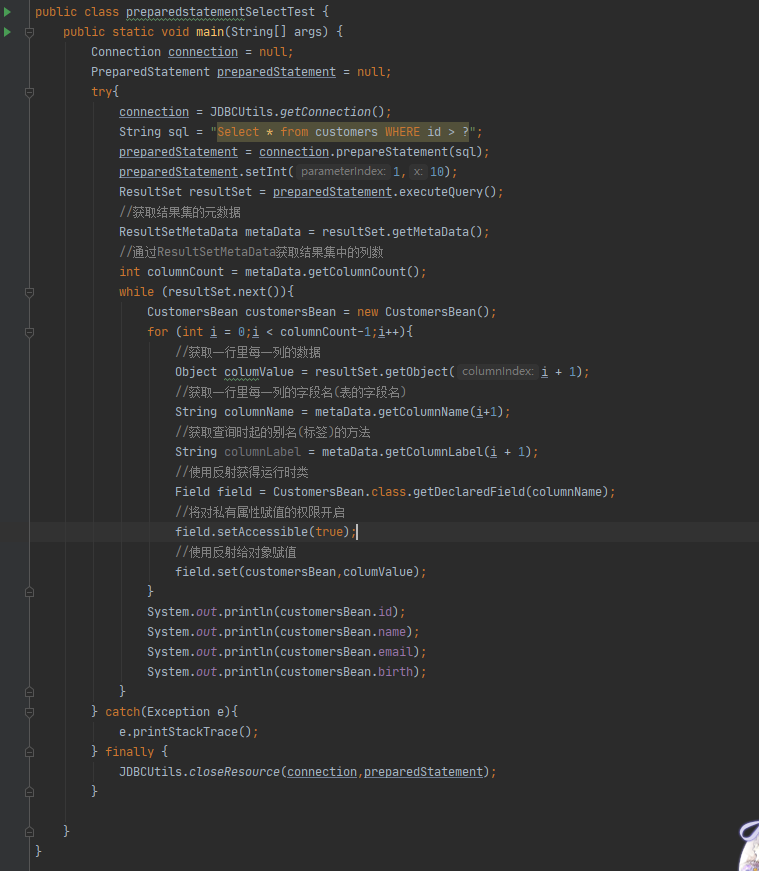 public class preparedstatementSelectTest {
public static void main(String[] args) {
Connection connection = null;
PreparedStatement preparedStatement = null;
try{
connection = JDBCUtils.getConnection();
String sql = "Select * from customers WHERE id > ?";
preparedStatement = connection.prepareStatement(sql);
preparedStatement.setInt( parameterIndex: 1, x: 10);
ResultSet resultSet = preparedStatement.executeQuery();
//获取结果集的元数据
ResultSetMetaData metaData = resultSet.getMetaData();
//通过ResultSetMetaData获取结果集中的列数
int columnCount = metaData.getColumnCount();
while (resultSet.next()){
CustomersBean customersBean = new CustomersBean();
for (int i = 0;i < columnCount-1;i++){
//获取一行里每一列的数据
Object columValue = resultSet.getObject( columnIndex: i + 1);
//获取一行里每一列的字段名(表的字段名)
String columnName = metaData.getColumnName(i+1);
//获取查询时起的别名(标签)的方法
String columnLabel = metaData.getColumnLabel(i + 1);
//使用反射获得运行时类
Field field = CustomersBean.class.getDeclaredField(columnName);
//将对私有属性赋值的权限开启
field.setAccessible(true);
//使用反射给对象赋值
field.set(customersBean,columValue);
}
System.out.println(customersBean.id);
System.out.println(customersBean.name);
System.out.println(customersBean.email);
System.out.println(customersBean.birth);
}
} catch(Exception e){
e.printStackTrace();
} finally {
JDBCUtils.closeResource(connection,preparedStatement);
}
}
}